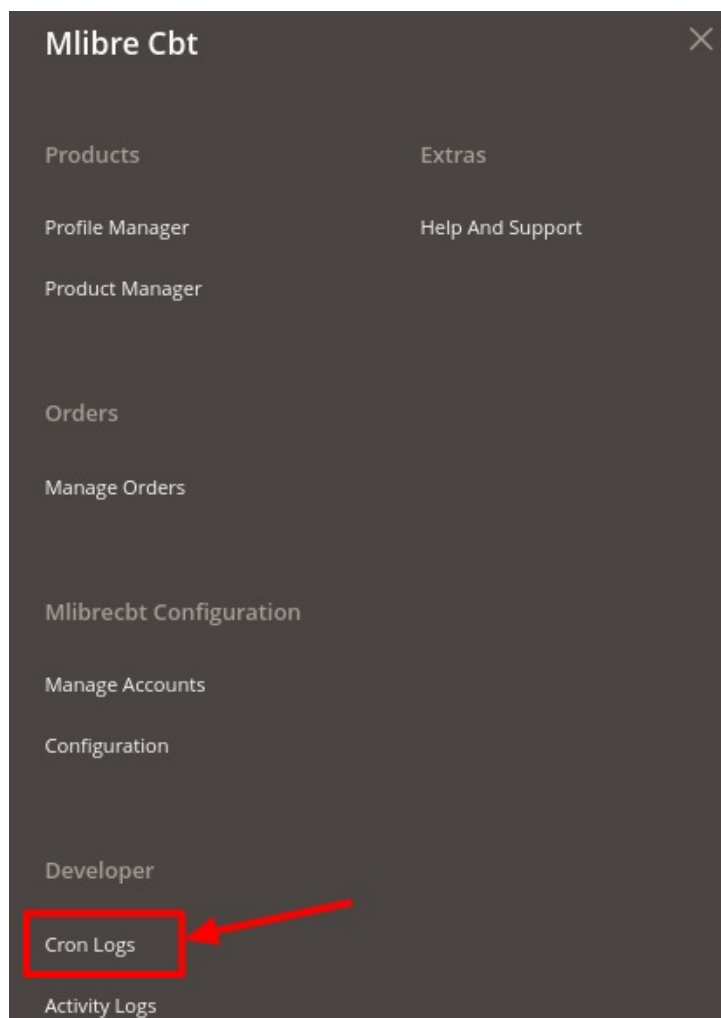 Mlibre Cbt
Products
Profile Manager
Product Manager
Extras
Help And Support
Orders
Manage Orders
Mlibrecbt Configuration
Manage Accounts
Configuration
Developer
Cron Logs
Activity Logs